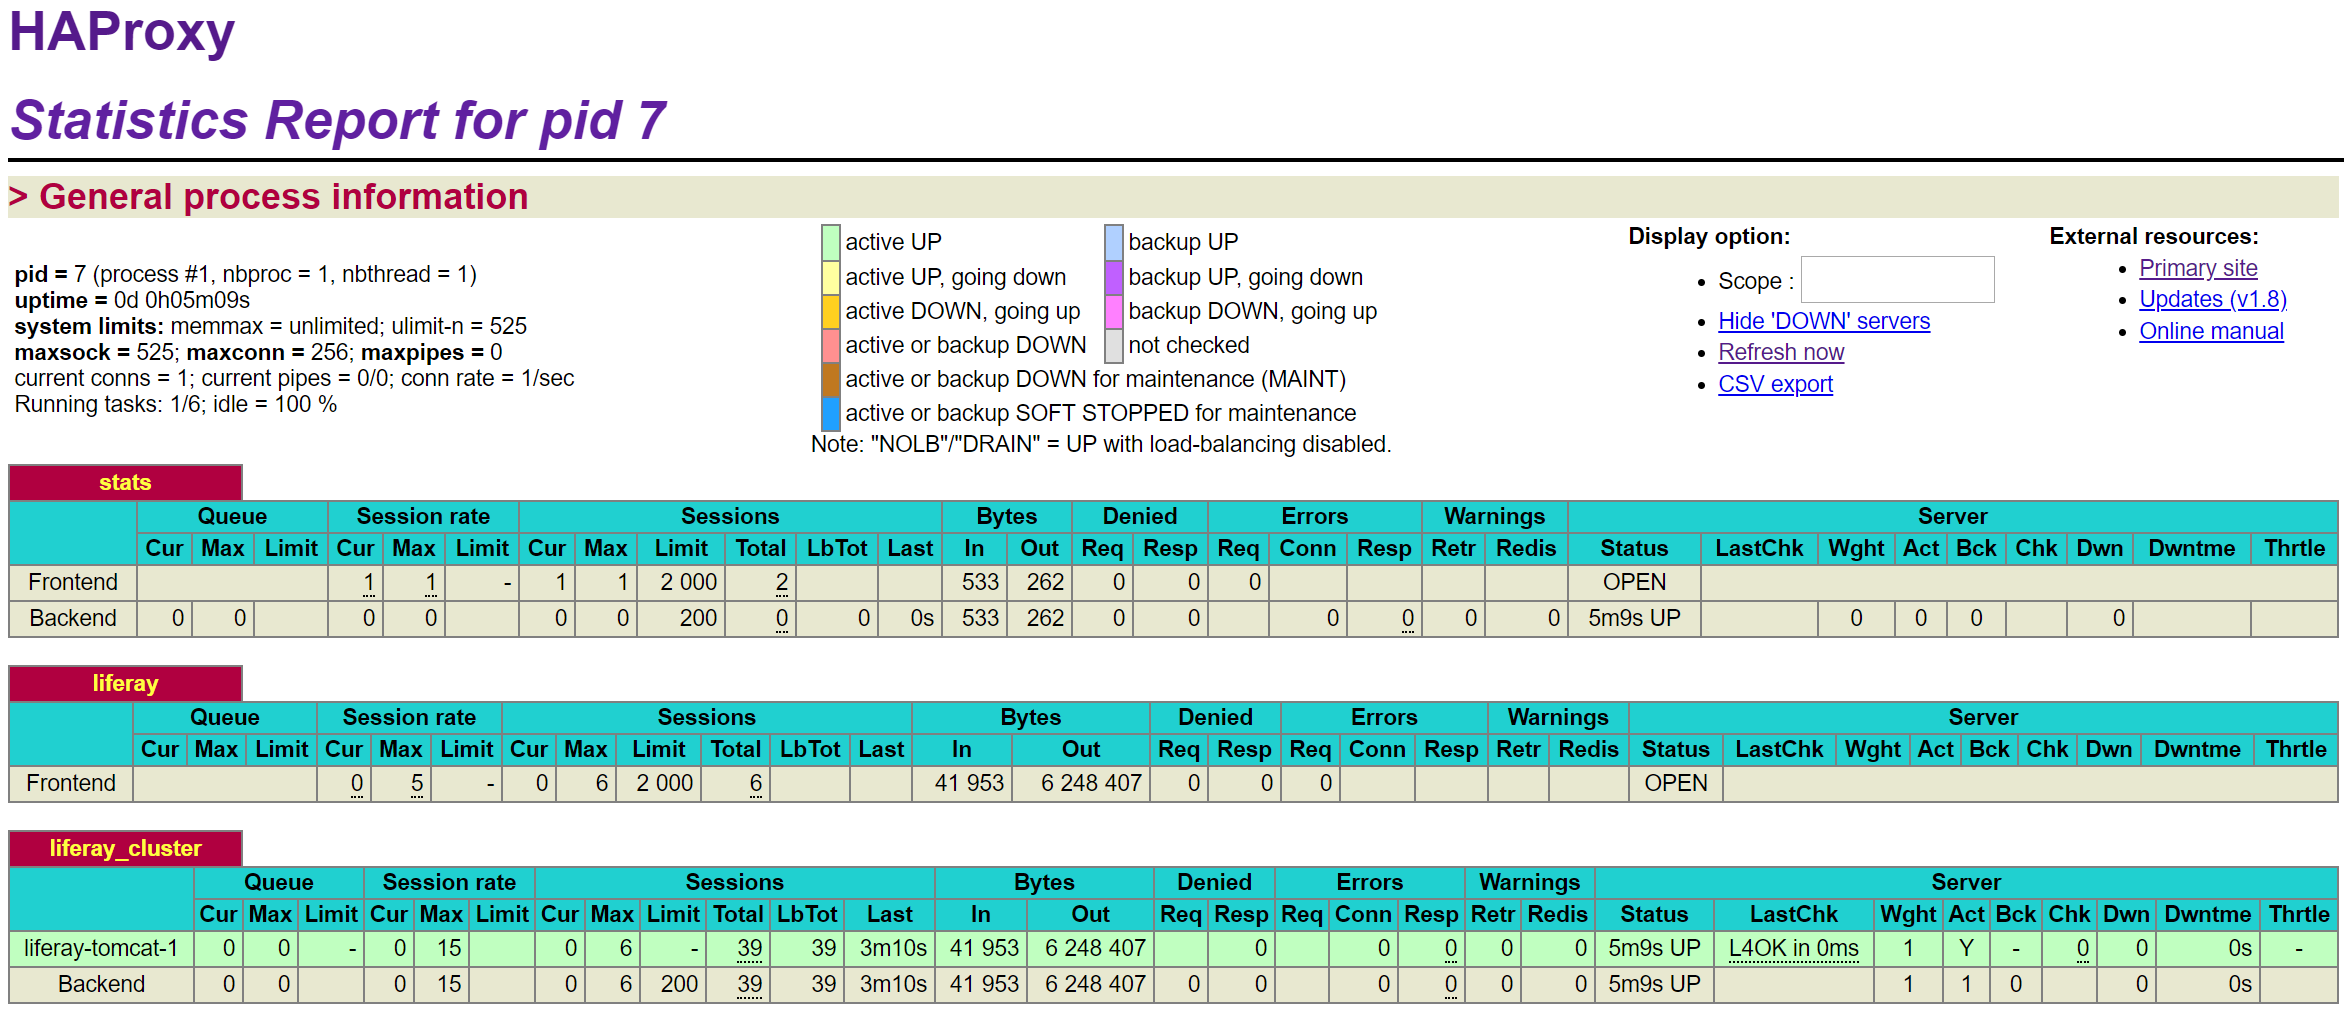 HAProxy
Statistics Report for pid 7
> General process information
pid = 7 (process #1, nbproc = 1, nbthread = 1)
uptime = 0d 0h05m09s
system limits: memmax = unlimited; ulimit-n = 525
maxsock = 525; maxconn = 256; maxpipes = 0
current conns = 1; current pipes = 0/0; conn rate = 1/sec
Running tasks: 1/6; idle = 100 %
active UP backup UP
active UP, going down backup UP, going down
active DOWN, going up backup DOWN, going up
active or backup DOWN not checked
active or backup DOWN for maintenance (MAINT)
active or backup SOFT STOPPED for maintenance
Note: "NOLB"/"DRAIN" = UP with load-balancing disabled.
Display option:
• Scope :
• Hide 'DOWN' servers
• Refresh now
• CSV export
External resources:
• Primary site
• Updates (v1.8)
• Online manual
stats
Queue Session rate Sessions Bytes Denied Errors Warnings Server
Cur Max Limit Cur Max Limit Cur Max Limit Total LbTot Last In Out Req Resp Req Conn Resp Retr Redis Status LastChk Wght Act Bck Chk Dwn Dwntme Thrtle
Frontend 1 1 - 1 1 2 000 2 533 262 0 0 0 OPEN
Backend 0 0 0 0 0 0 200 0 0 0s 533 262 0 0 0 0 0 0 5m9s UP 0 0 0 0
liferay
Queue Session rate Sessions Bytes Denied Errors Warnings Server
Cur Max Limit Cur Max Limit Cur Max Limit Total LbTot Last In Out Req Resp Req Conn Resp Retr Redis Status LastChk Wght Act Bck Chk Dwn Dwntme Thrtle
Frontend 0 5 - 0 6 2 000 6 41 953 6 248 407 0 0 0 OPEN
liferay_cluster
Queue Session rate Sessions Bytes Denied Errors Warnings Server
Cur Max Limit Cur Max Limit Cur Max Limit Total LbTot Last In Out Req Resp Req Conn Resp Retr Redis Status LastChk Wght Act Bck Chk Dwn Dwntme Thrtle
liferay-tomcat-1 0 0 - 0 15 0 6 - 39 39 3m10s 41 953 6 248 407 0 0 0 0 0 5m9s UP L4OK in 0ms 1 Y - 0 0 0s -
Backend 0 0 0 15 0 6 200 39 39 3m10s 41 953 6 248 407 0 0 0 0 0 0 5m9s UP 1 1 0 0 0s